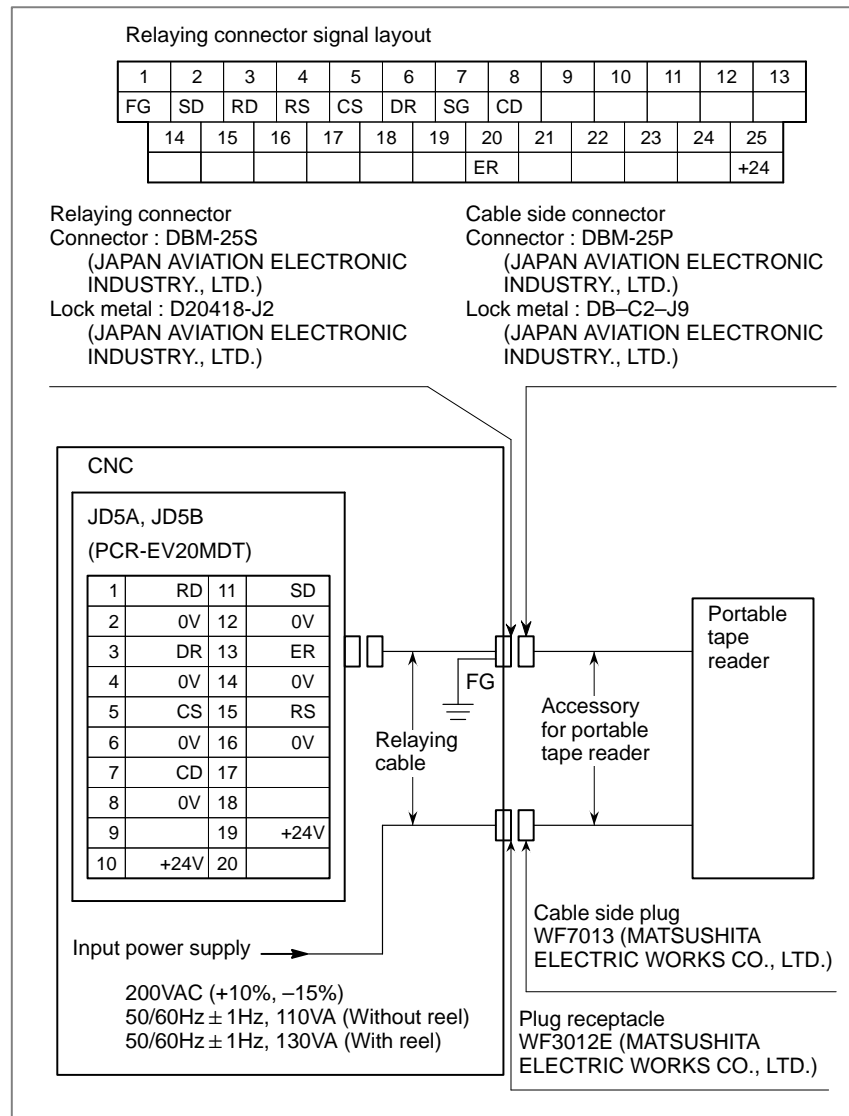 Relaying connector signal layout
1 2 3 4 5 6 7 8 9 10 11 12 13
FG SD RD RS CS DR SG CD
14 15 16 17 18 19 20 21 22 23 24 25
ER +24
Relaying connector
Connector : DBM-25S
(JAPAN AVIATION ELECTRONIC
INDUSTRY., LTD.)
Lock metal : D20418-J2
(JAPAN AVIATION ELECTRONIC
INDUSTRY., LTD.)
Cable side connector
Connector : DBM-25P
(JAPAN AVIATION ELECTRONIC
INDUSTRY., LTD.)
Lock metal : DB–C2–J9
(JAPAN AVIATION ELECTRONIC
INDUSTRY., LTD.)
CNC
JD5A, JD5B
(PCR-EV20MDT)
1 RD 11 SD
2 0V 12 0V
3 DR 13 ER
4 0V 14 0V
5 CS 15 RS
6 0V 16 0V
7 CD 17
8 0V 18
9 19 +24V
10 +24V 20
FG
Relaying
cable
Accessory
for portable
tape reader
Portable
tape
reader
Input power supply
200VAC (+10%, –15%)
50/60Hz ± 1Hz, 110VA (Without reel)
50/60Hz ± 1Hz, 130VA (With reel)
Cable side plug
WF7013 (MATSUSHITA
ELECTRIC WORKS CO., LTD.)
Plug receptacle
WF3012E (MATSUSHITA
ELECTRIC WORKS CO., LTD.)